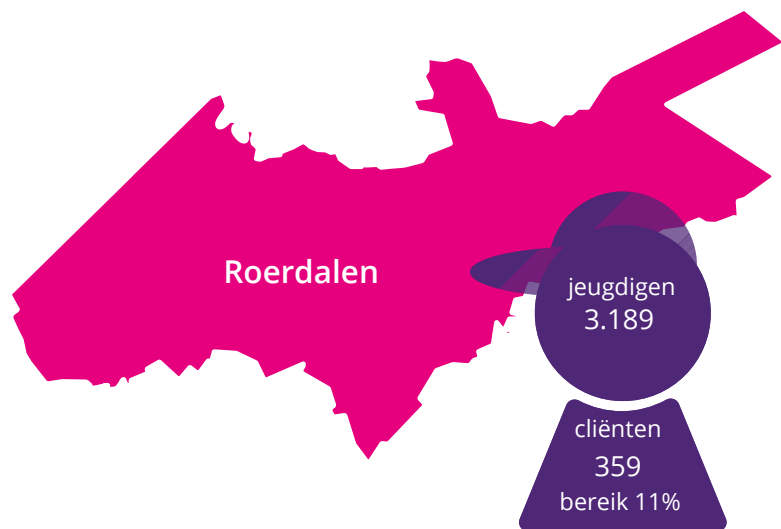 Roerdalen
jeugdigen
3.189
cliënten
359
bereik 11%